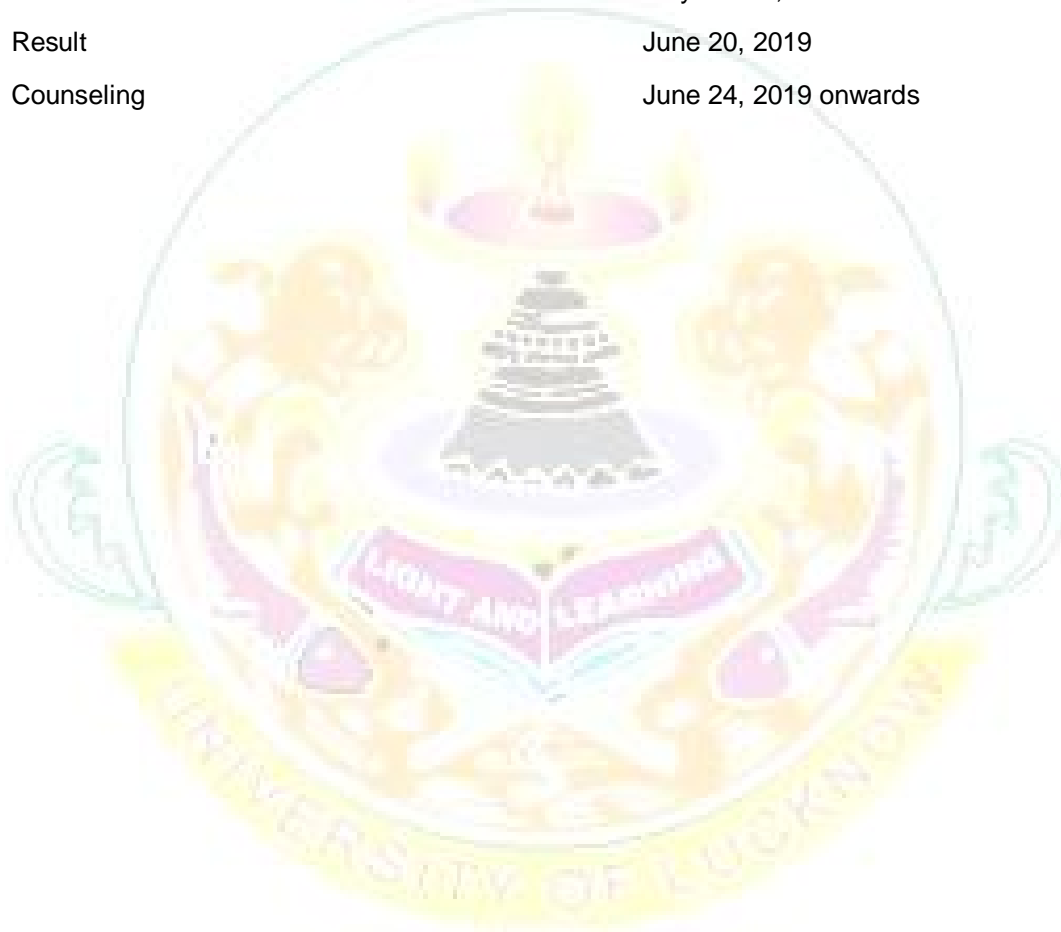 Result June 20, 2019
Counseling June 24, 2019 onwards
LIGHT AND LEARNING
UNIVERSITY OF LUCKNOW